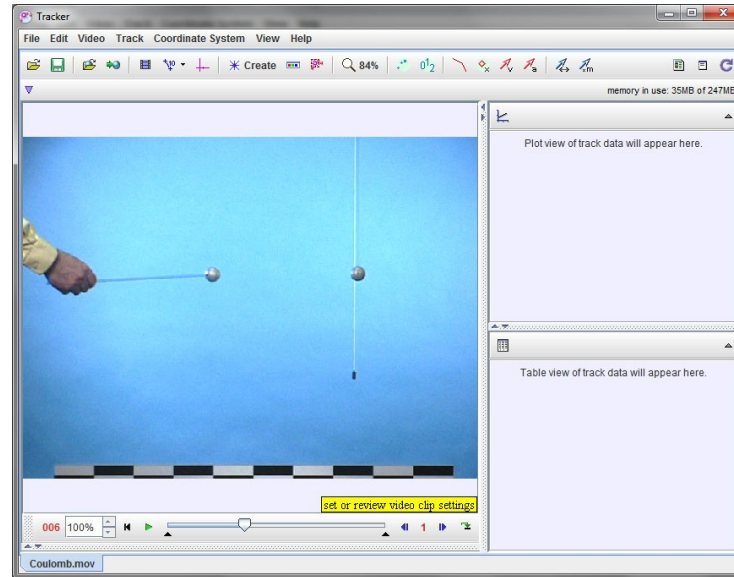 Tracker
File Edit Video Track Coordinate System View Help
Create 84%
memory in use: 35MB of 247MB
Plot view of track data will appear here.
Table view of track data will appear here.
set or review video clip settings
006 100% 1
Coulomb.mov